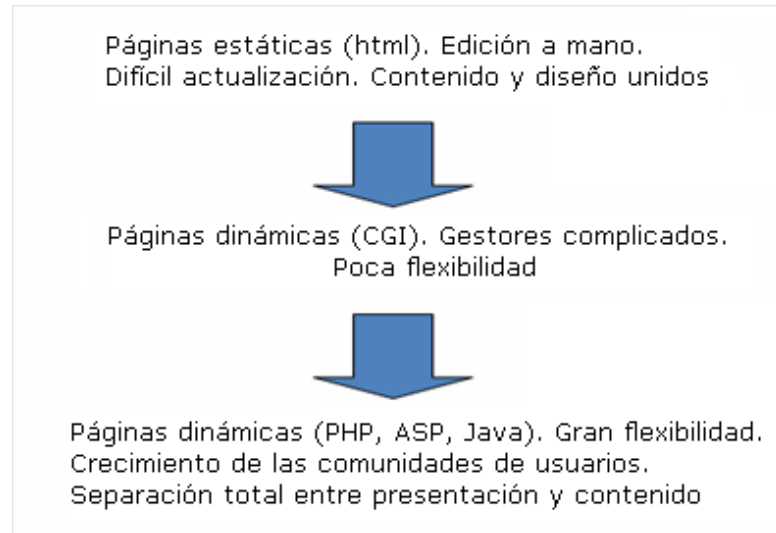 Páginas estáticas (html). Edición a mano.
Difícil actualización. Contenido y diseño unidos
Páginas dinámicas (CGI). Gestores complicados.
Poca flexibilidad
Páginas dinámicas (PHP, ASP, Java). Gran flexibilidad.
Crecimiento de las comunidades de usuarios.
Separación total entre presentación y contenido